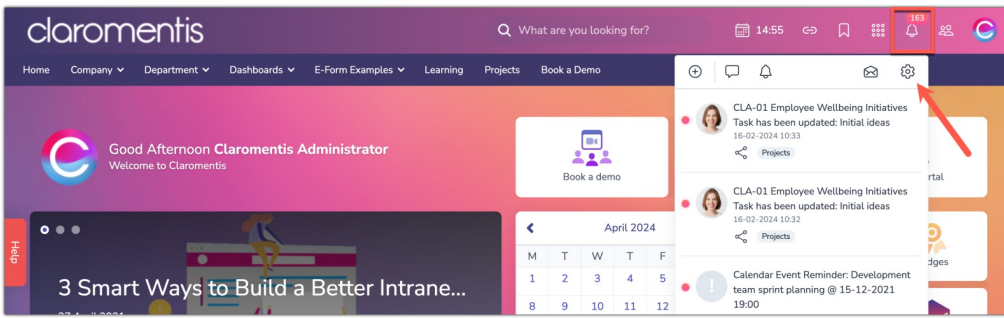 claromentis
What are you looking for?
14:55
163
Home Company Department Dashboards E-Form Examples Learning Projects Book a Demo
Good Afternoon Claromentis Administrator
Welcome to Claromentis
Book a demo
rtal
CLA-01 Employee Wellbeing Initiatives
Task has been updated: Initial ideas
16-02-2024 10:33
Projects
CLA-01 Employee Wellbeing Initiatives
Task has been updated: Initial ideas
16-02-2024 10:32
Projects
Calendar Event Reminder: Development
team sprint planning @ 15-12-2021
19:00
dges
Help
3 Smart Ways to Build a Better Intrane...
April 2024
M T W T F
1 2 3 4 5
8 9 10 11 12